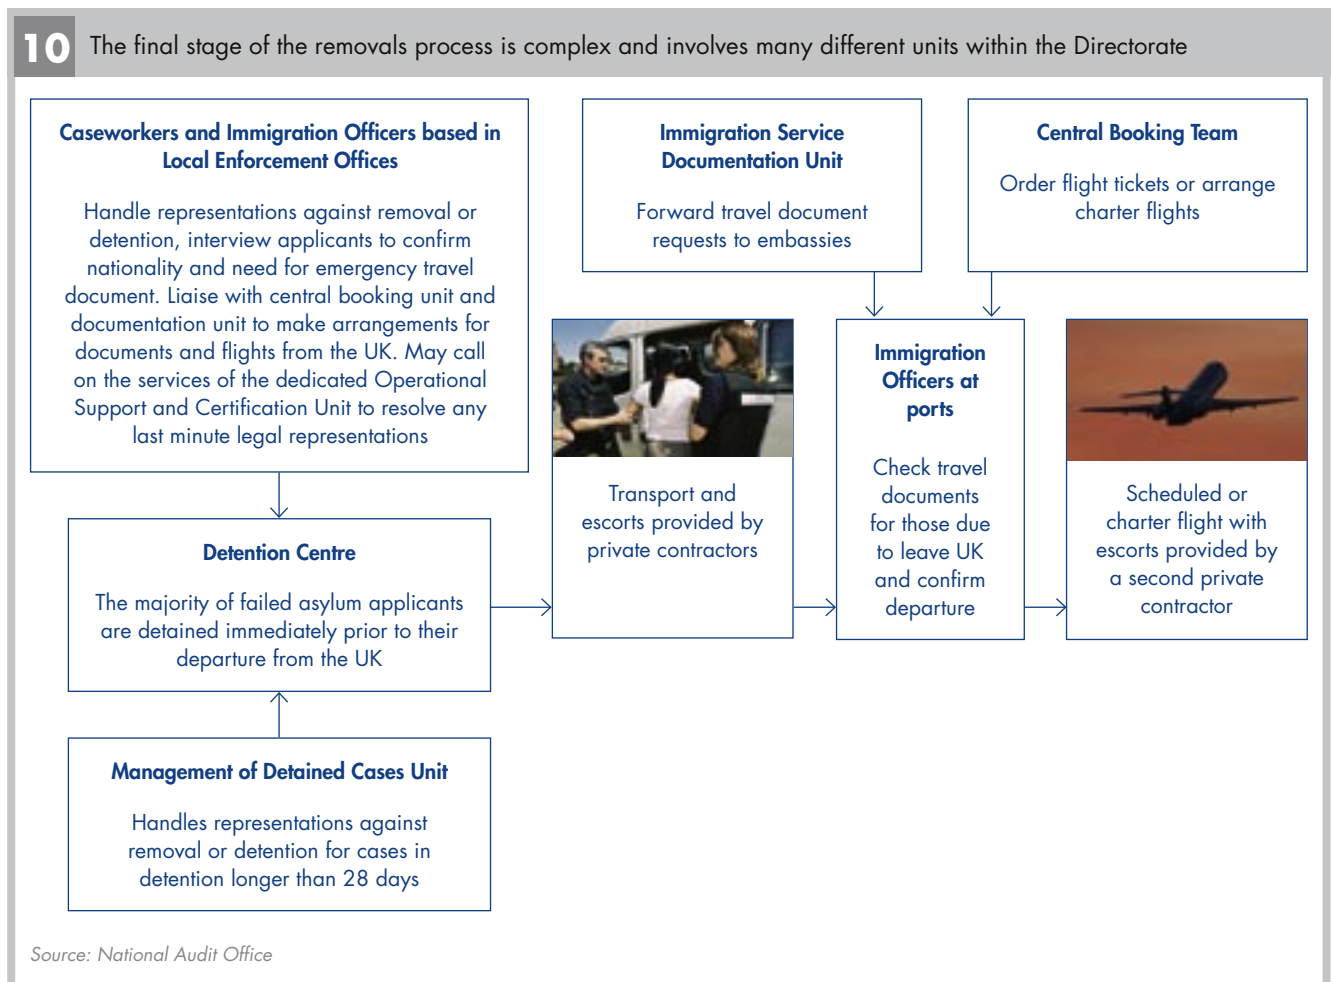 10
The final stage of the removals process is complex and involves many different units within the Directorate
Caseworkers and Immigration Officers based in
Local Enforcement Offices
Handle representations against removal or
detention, interview applicants to confirm
nationality and need for emergency travel
document. Liaise with central booking unit and
documentation unit to make arrangements for
documents and flights from the UK. May call
on the services of the dedicated Operational
Support and Certification Unit to resolve any
last minute legal representations
Immigration Service
Documentation Unit
Forward travel document
requests to embassies
Central Booking Team
Order flight tickets or arrange
charter flights
Detention Centre
The majority of failed asylum applicants
are detained immediately prior to their
departure from the UK
Transport and
escorts provided by
private contractors
Immigration
Officers at
ports
Check travel
documents
for those due
to leave UK
and confirm
departure
Scheduled or
charter flight with
escorts provided by
a second private
contractor
Management of Detained Cases Unit
Handles representations against
removal or detention for cases in
detention longer than 28 days
Source: National Audit Office